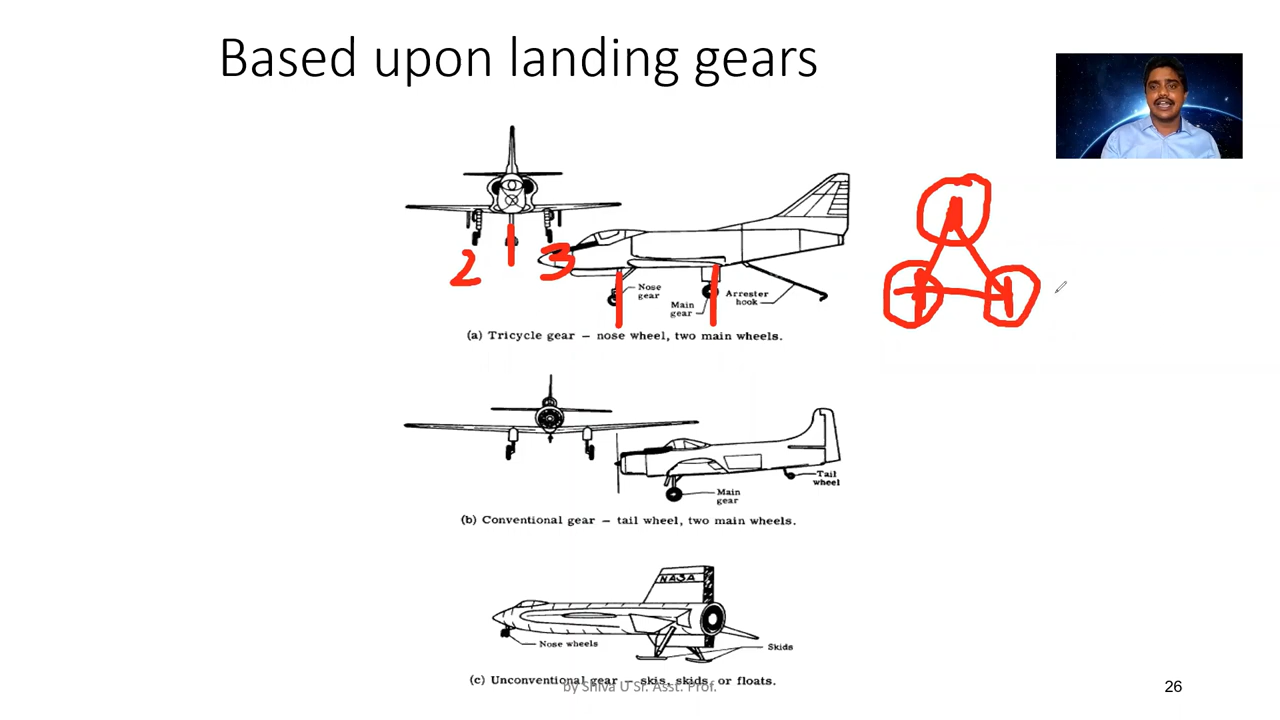 Based upon landing gears
2 1 3
Nose
gear
Main
gear
Arrester
hook
(a) Tricycle gear – nose wheel, two main wheels.
Tail
wheel
Main
gear
(b) Conventional gear – tail wheel, two main wheels.
NASA
Nose wheels
Skids
(c) Unconventional gear – skis, skids or floats.
by Shiva U Sr. Asst. Prof.
26